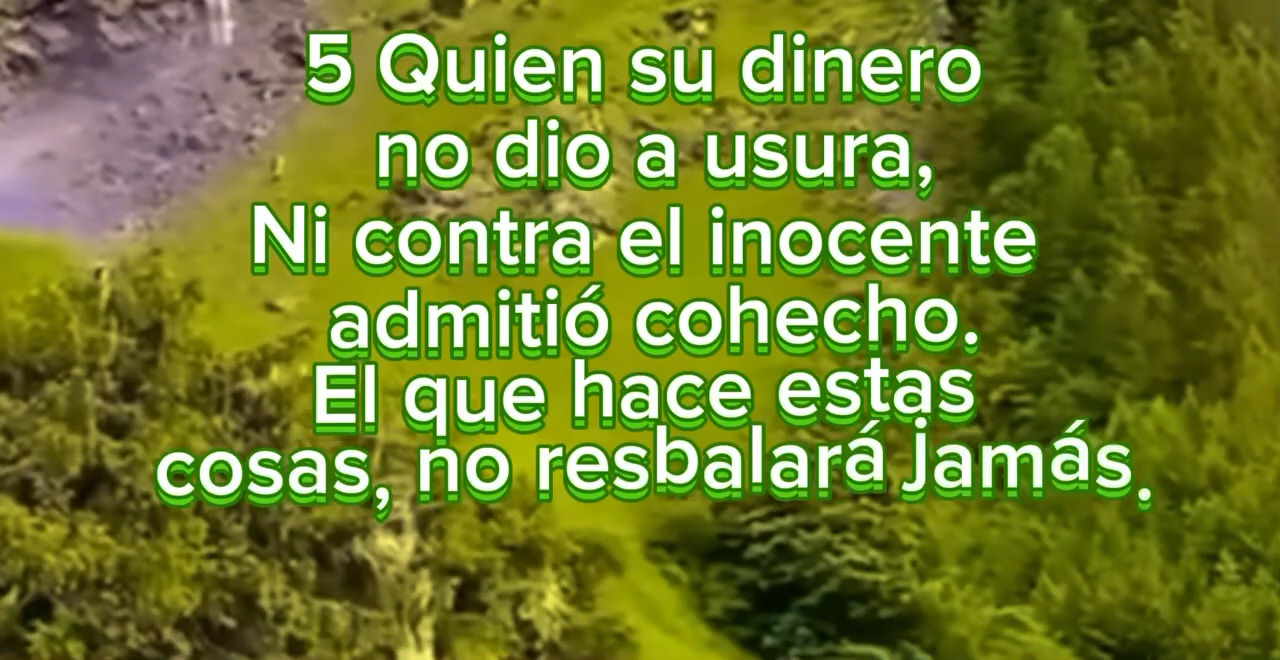 5 Quien su dinero
no dio a usura,
Ni contra el inocente
admitió cohecho.
El que hace estas
cosas, no resbalará jamás.